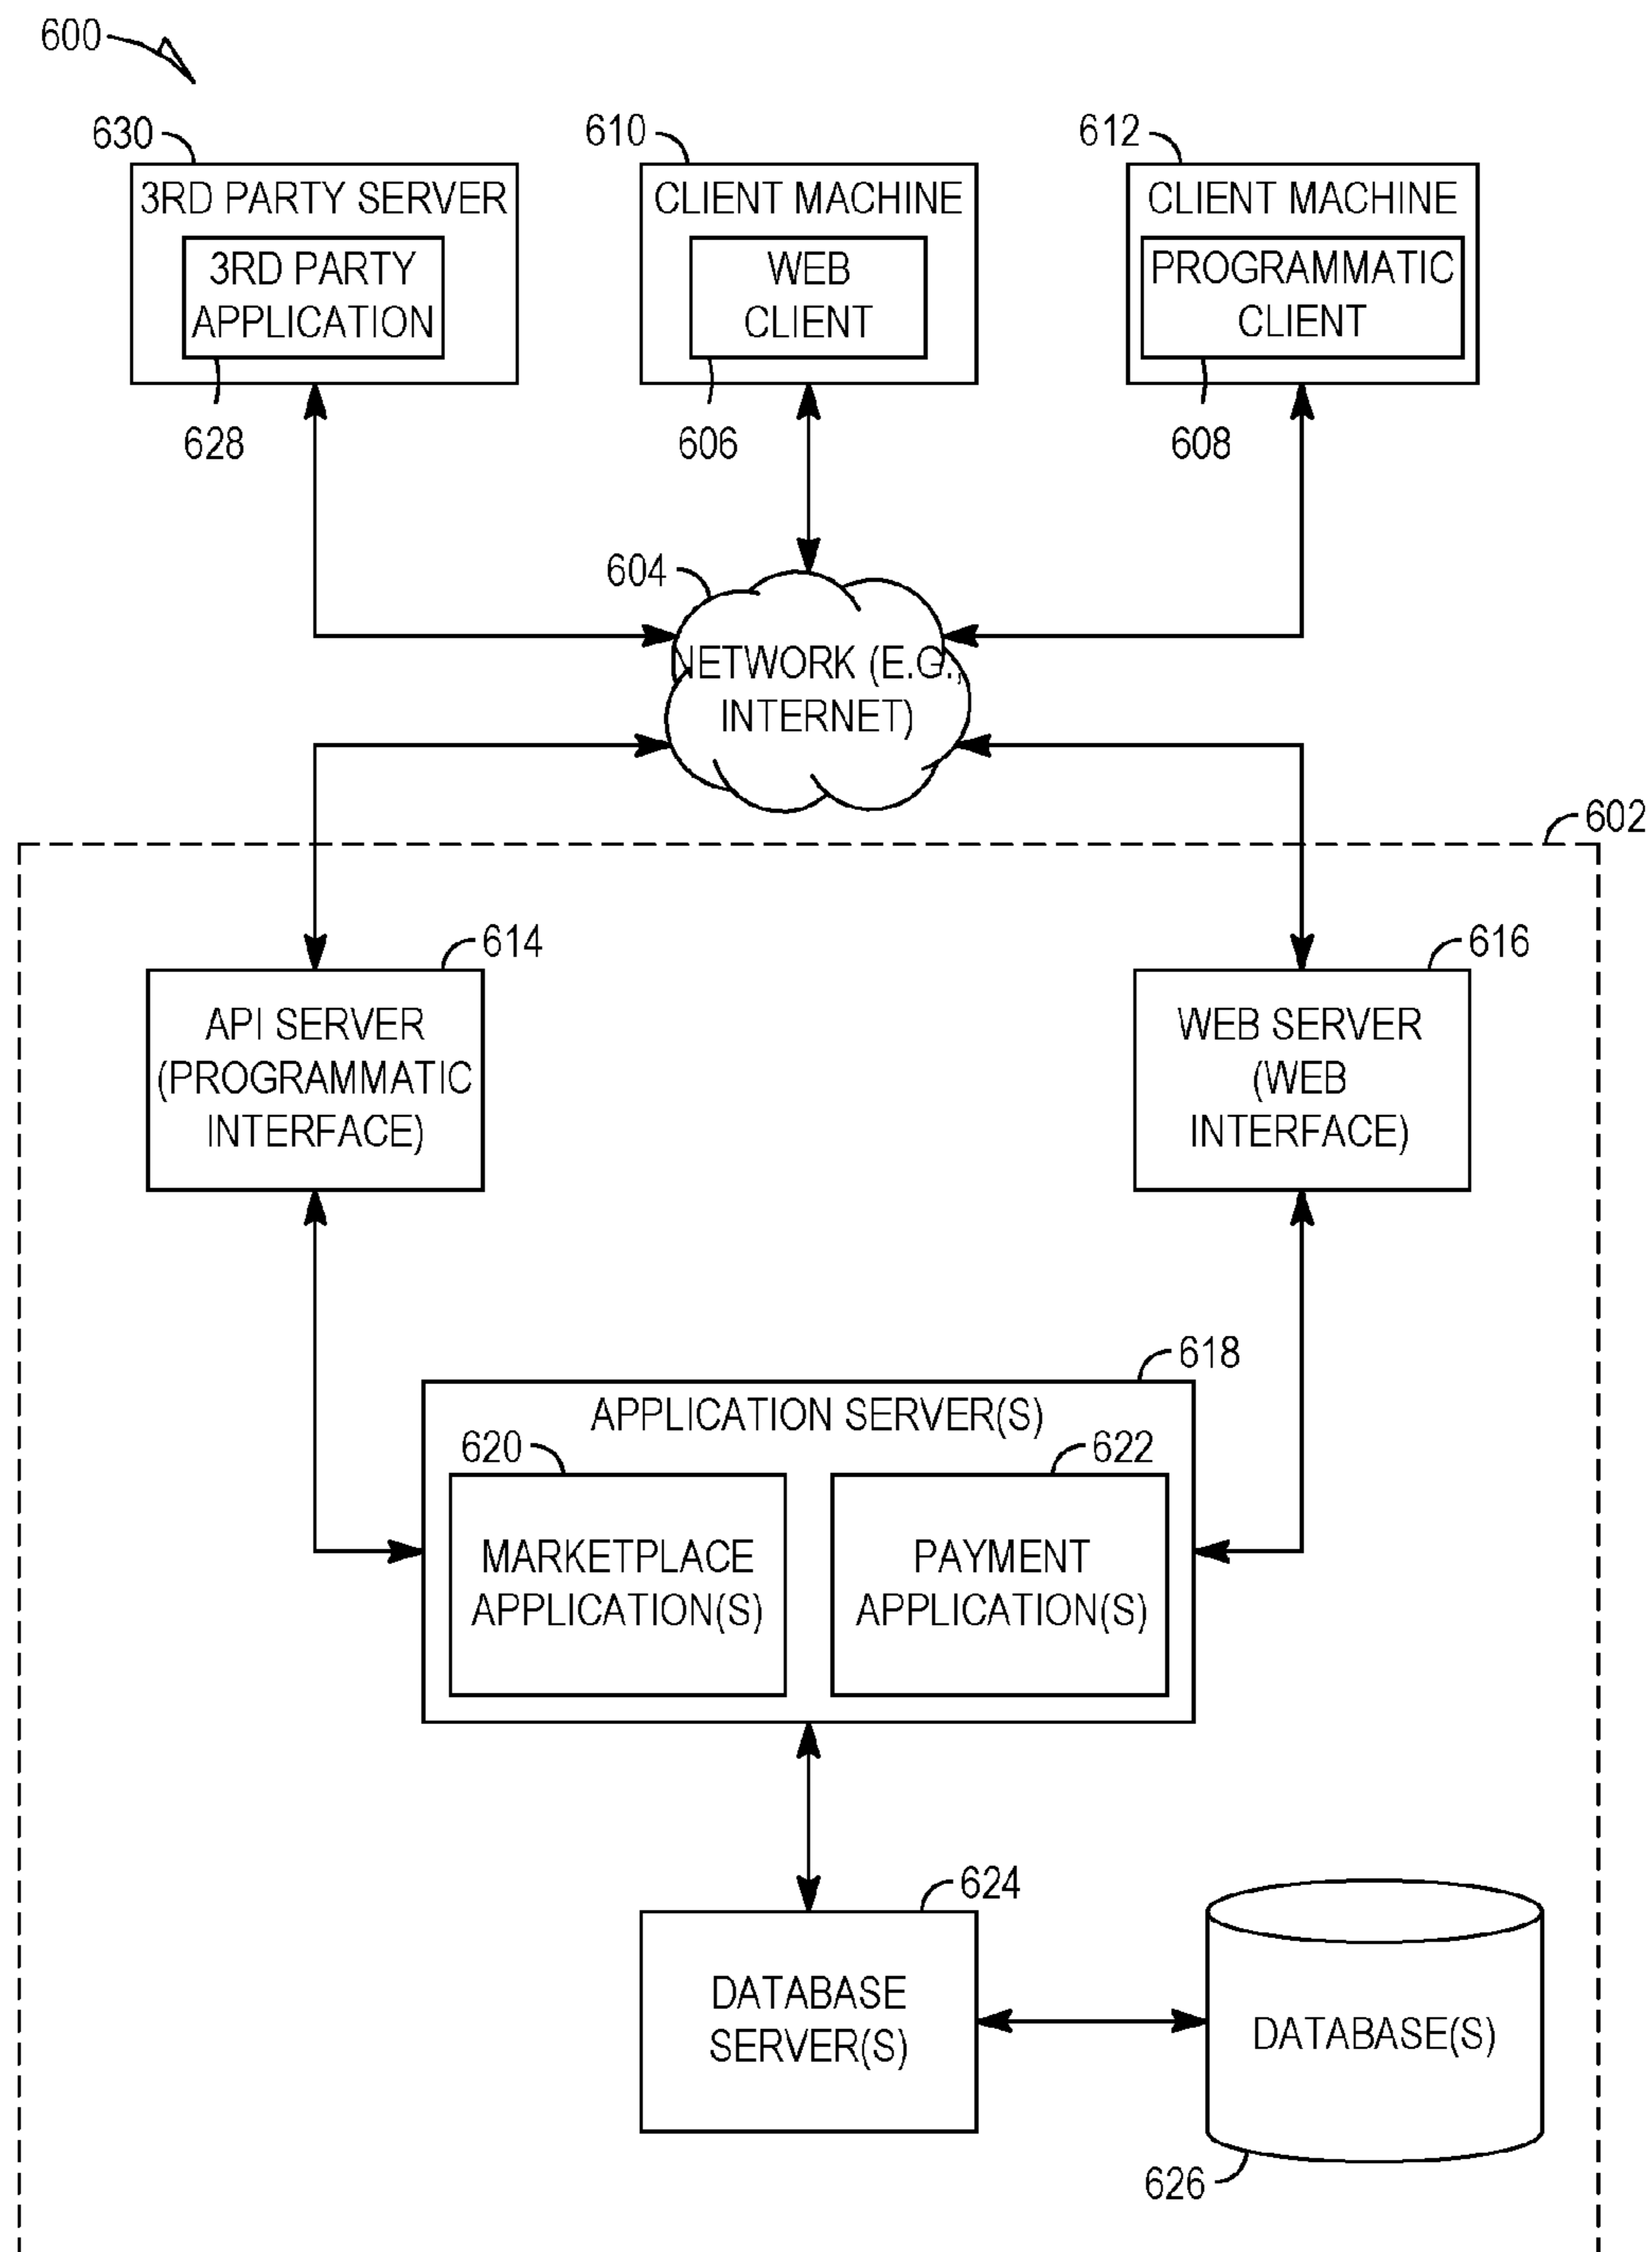 600
630
610
612
3RD PARTY SERVER
3RD PARTY
APPLICATION
CLIENT MACHINE
WEB
CLIENT
CLIENT MACHINE
PROGRAMMATIC
CLIENT
628
606
608
604
NETWORK (E.G.,
INTERNET)
602
614
616
API SERVER
(PROGRAMMATIC
INTERFACE)
WEB SERVER
(WEB
INTERFACE)
618
APPLICATION SERVER(S)
620
622
MARKETPLACE
APPLICATION(S)
PAYMENT
APPLICATION(S)
624
DATABASE
SERVER(S)
DATABASE(S)
626